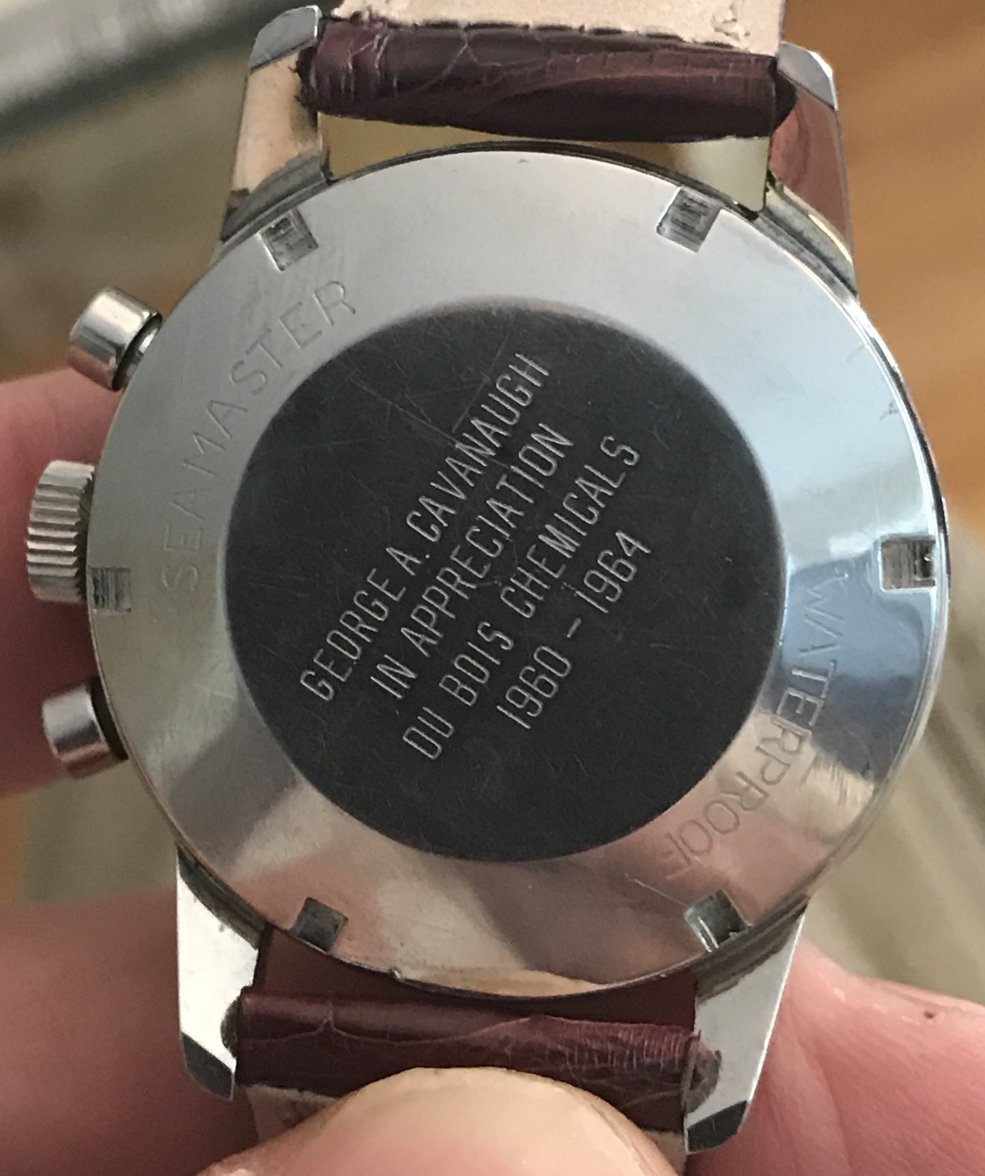 SEAMASTER
GEORGE A. CAVANAUGH
IN APPRECIATION
DU BOIS CHEMICALS
1960 - 1964
WATERPROOF